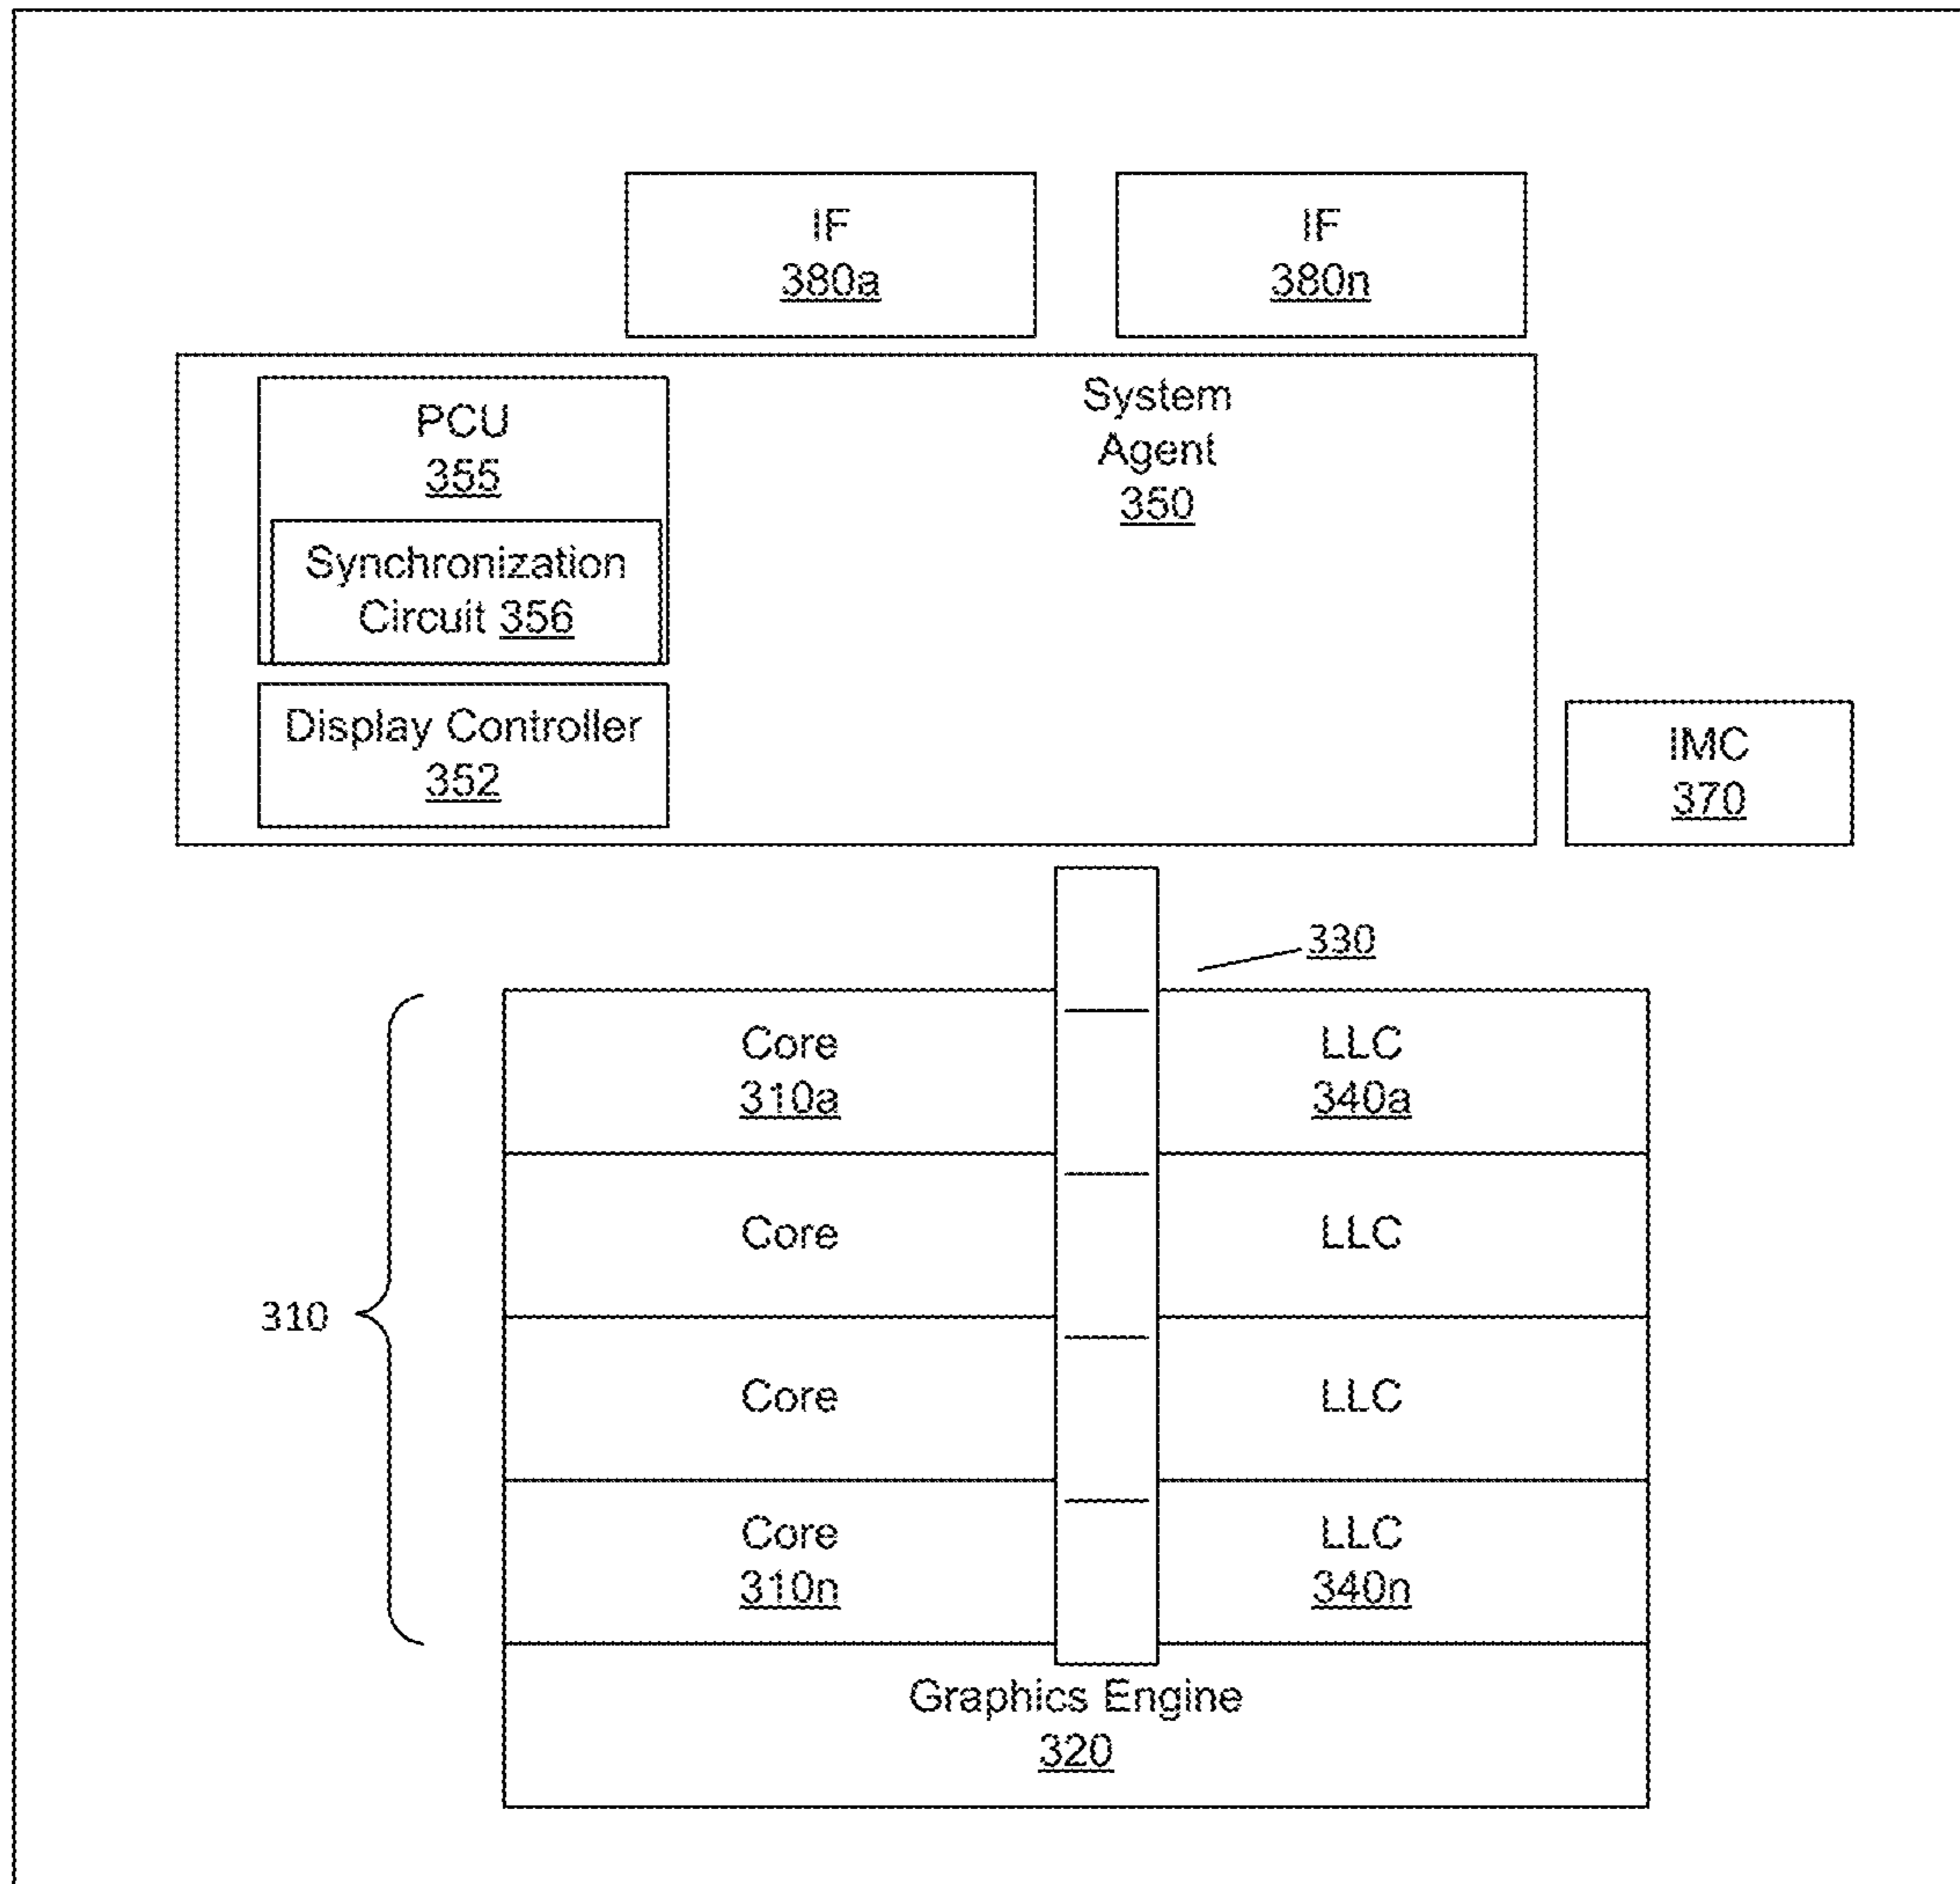 IF
380a
IF
380n
System
Agent
350
PCU
355
Synchronization
Circuit 356
Display Controller
352
IMC
370
330
Core
310a
LLC
340a
Core
LLC
310
Core
LLC
Core
310n
LLC
340n
Graphics Engine
320